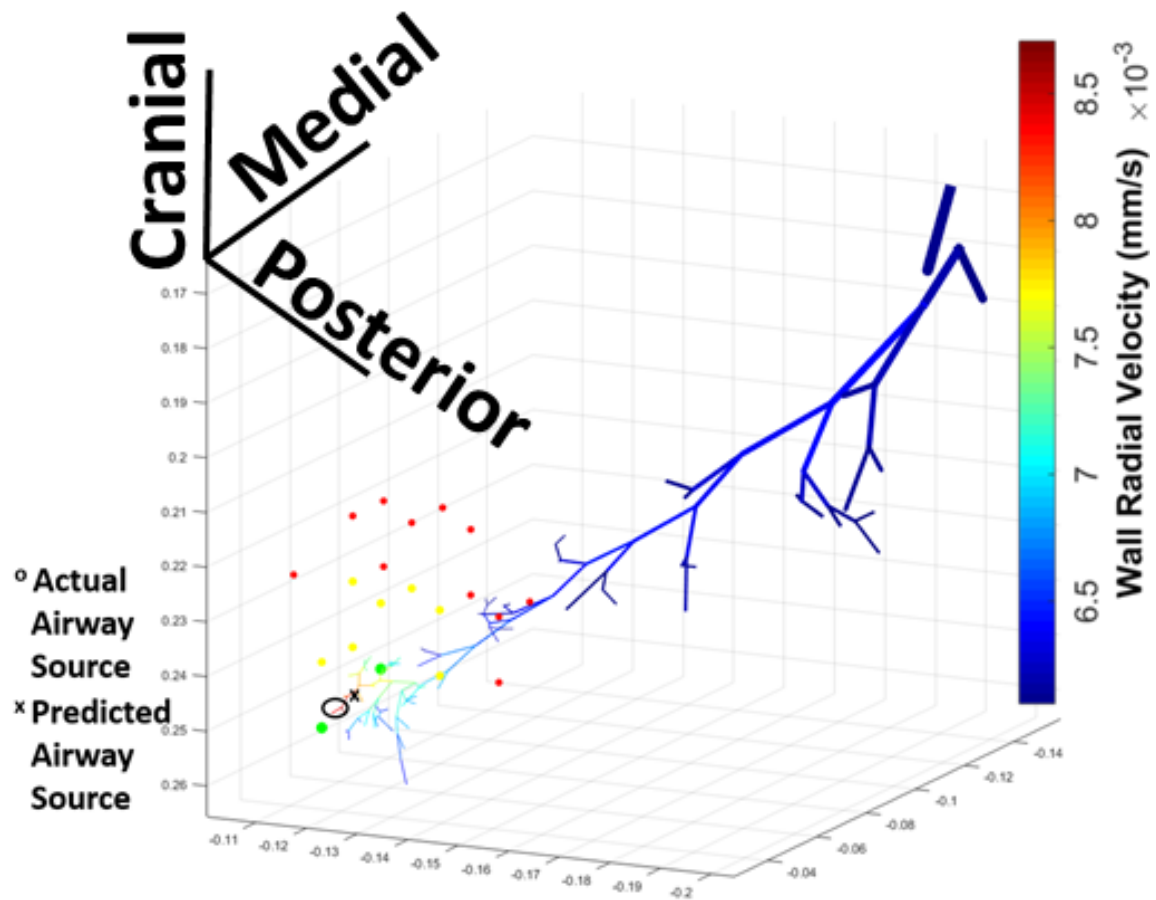 Cranial
Medial
Posterior
0.17
0.18
0.19
0.2
0.21
0.22
0.23
0.24
0.25
0.26
o Actual
Airway
Source
x Predicted
Airway
Source
x
-0.11
-0.12
-0.13
-0.14
-0.15
-0.16
-0.17
-0.18
-0.19
-0.2
-0.04
-0.06
-0.08
-0.1
-0.12
-0.14
8.5
8
7.5
7
6.5
×10⁻³
Wall Radial Velocity (mm/s)